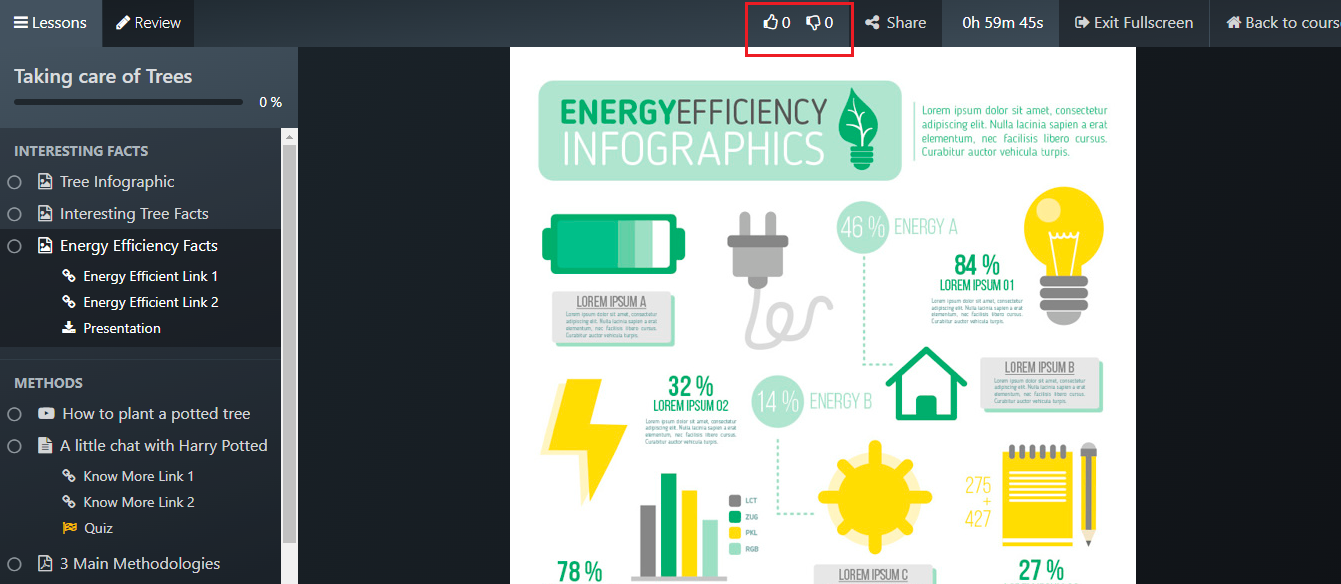 Lessons
Review
0 0
Share
0h 59m 45s
Exit Fullscreen
Back to cours
Taking care of Trees
0 %
INTERESTING FACTS
Tree Infographic
Interesting Tree Facts
Energy Efficiency Facts
Energy Efficient Link 1
Energy Efficient Link 2
Presentation
METHODS
How to plant a potted tree
A little chat with Harry Potted
Know More Link 1
Know More Link 2
Quiz
3 Main Methodologies
ENERGYEFFICIENCY
INFOGRAPHICS
Lorem ipsum dolor sit amet, consectetur
adipiscing elit. Nulla lacinia sapien a eros
elementum, nec facilisis libero cursus.
Curabitur auctor vehicula turpis.
46 % ENERGY A
84 %
LOREM IPSUM 01
Lorem ipsum dolor sit amet, consectetur
adipiscing elit. Nulla lacinia sapien a eros
elementum, nec facilisis libero cursus.
Curabitur auctor vehicula turpis.
LOREM IPSUM A
Lorem ipsum dolor sit amet, consectetur
adipiscing elit. Nulla lacinia sapien a eros
elementum, nec facilisis libero cursus.
Curabitur auctor vehicula turpis.
LOREM IPSUM B
Lorem ipsum dolor sit amet, consectetur
adipiscing elit. Nulla lacinia sapien a eros
elementum, nec facilisis libero cursus.
Curabitur auctor vehicula turpis.
32 %
LOREM IPSUM 02
Lorem ipsum dolor sit amet, consectetur
adipiscing elit. Nulla lacinia sapien a eros
elementum, nec facilisis libero cursus.
Curabitur auctor vehicula turpis.
14 % ENERGY B
LCT
ZUG
PKL
RGB
275
+
427
78 %
LOREM IPSUM C
27 %